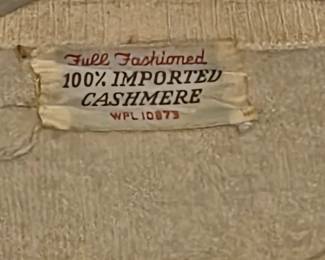 Full Fashioned
100% IMPORTED
CASHMERE
WPL 10873